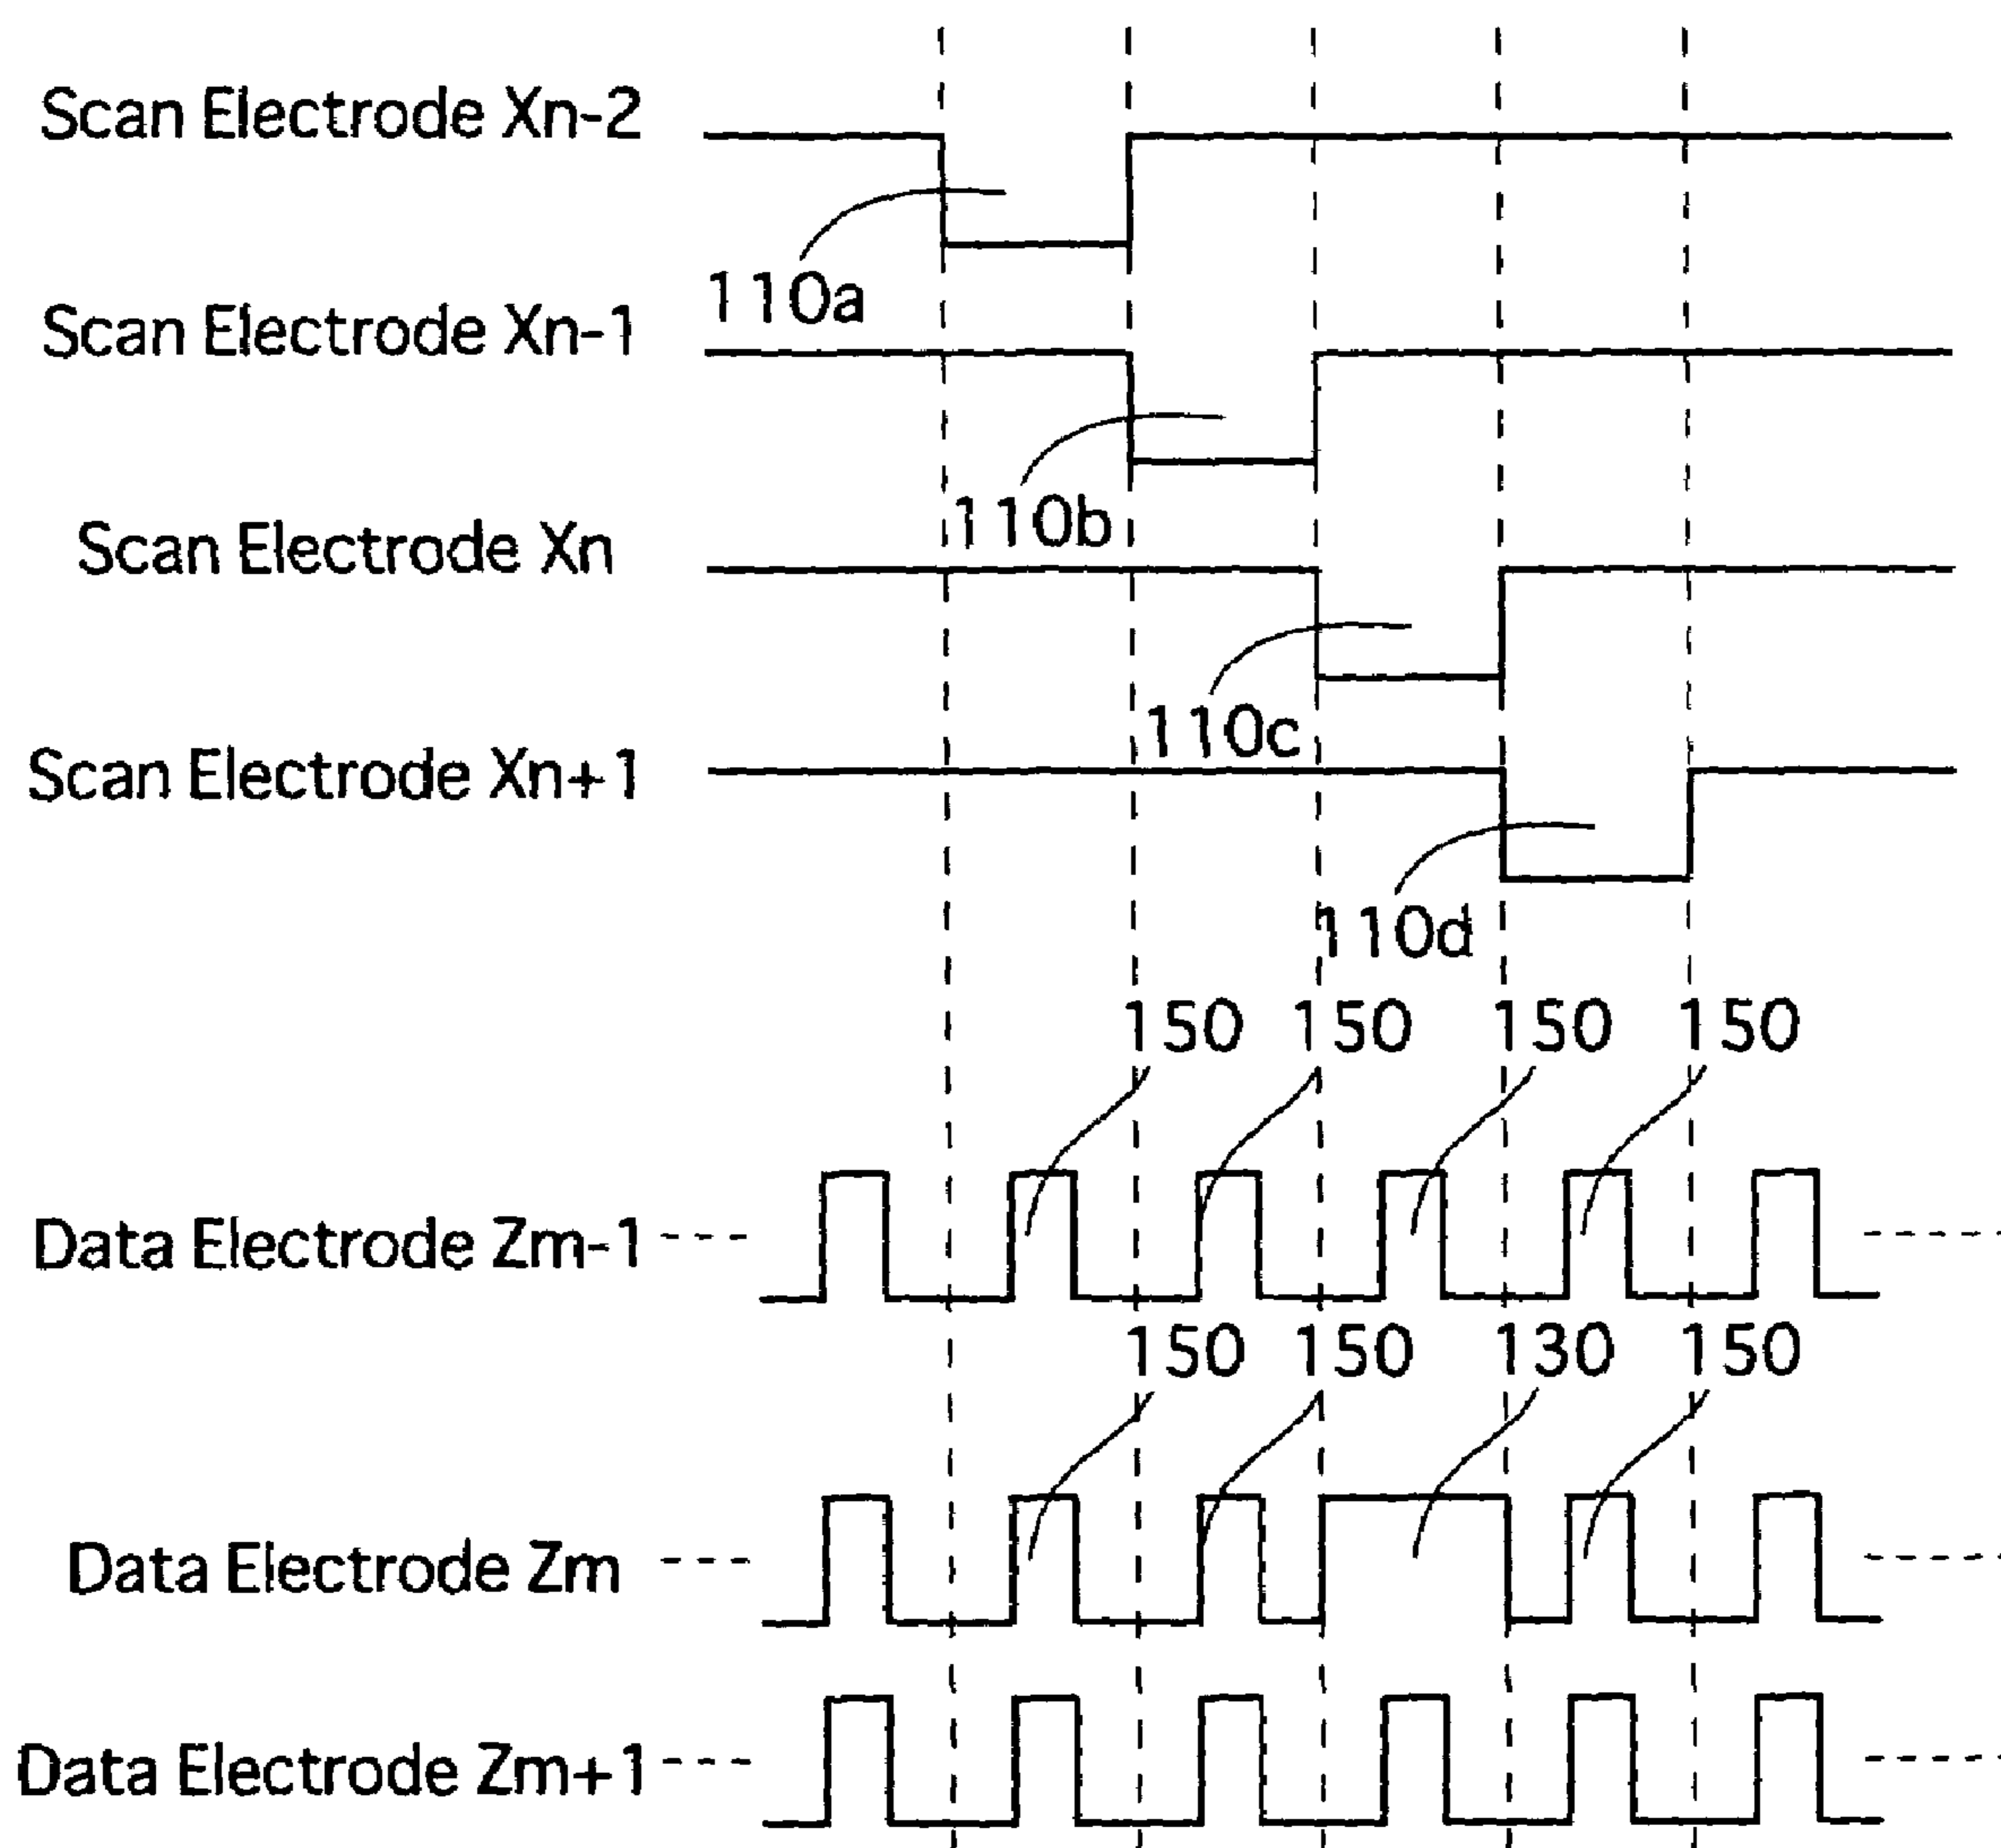 Scan Electrode Xn-2
110a
Scan Electrode Xn-1
110b
Scan Electrode Xn
110c
Scan Electrode Xn+1
110d
150 150 150 150
Data Electrode Zm-1
150 150 130 150
Data Electrode Zm
Data Electrode Zm+1